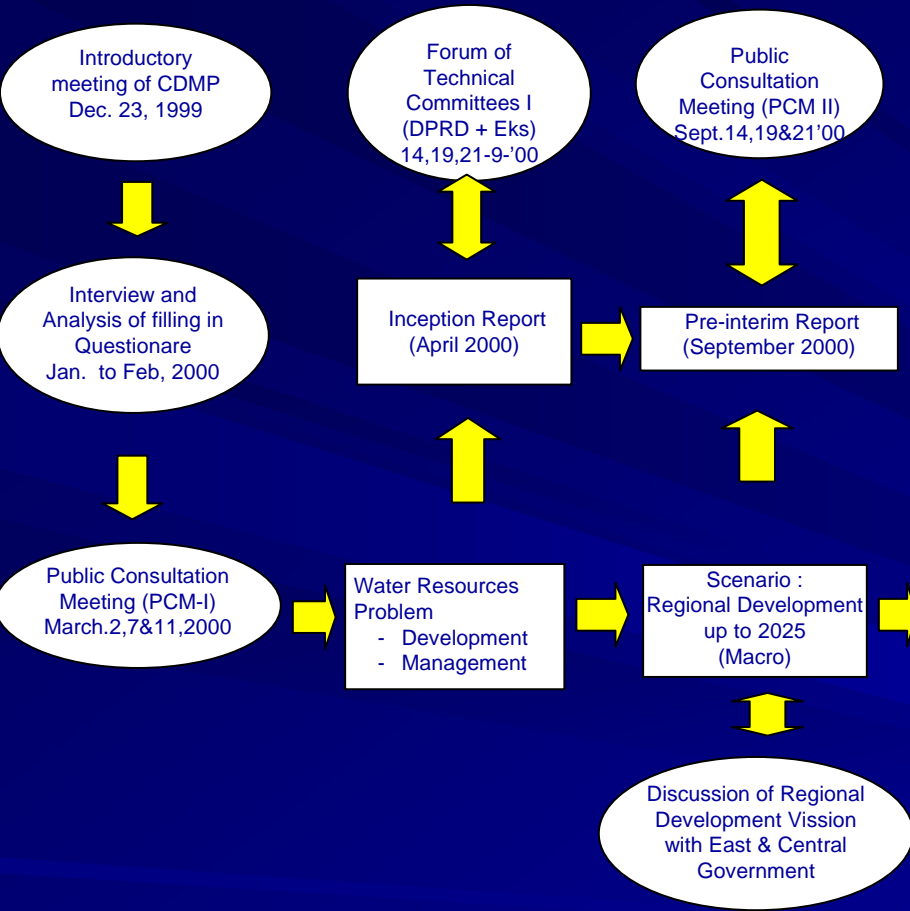 Introductory
meeting of CDMP
Dec. 23, 1999
Forum of
Technical
Committees I
(DPRD + Eks)
14,19,21-9-'00
Public
Consultation
Meeting (PCM II)
Sept.14,19&21'00
Interview and
Analysis of filling in
Questionare
Jan. to Feb, 2000
Inception Report
(April 2000)
Pre-interim Report
(September 2000)
Public Consultation
Meeting (PCM-I)
March.2,7&11,2000
Water Resources
Problem
- Development
- Management
Scenario :
Regional Development
up to 2025
(Macro)
Discussion of Regional
Development Vission
with East & Central
Government